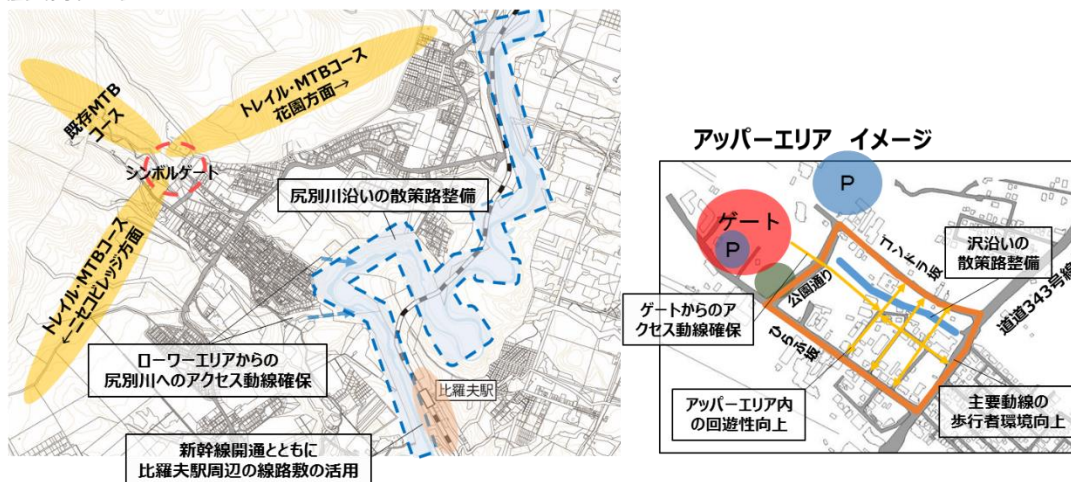 トレイル・MTBコース
花園方面→
既存MTB
コース
シンボルゲート
トレイル・MTBコース
←ニセコビレッジ方面
尻別川沿いの散策路整備
ローワーエリアからの
尻別川へのアクセス動線確保
比羅夫駅
新幹線開通とともに
比羅夫駅周辺の線路敷の活用
アッパーエリア イメージ
P
ゲート
P
公園通り
ゴンドラ坂
沢沿いの
散策路整備
道道343号線
ゲートからのア
クセス動線確保
ひらふ坂
アッパーエリア内
の回遊性向上
主要動線の
歩行者環境向上